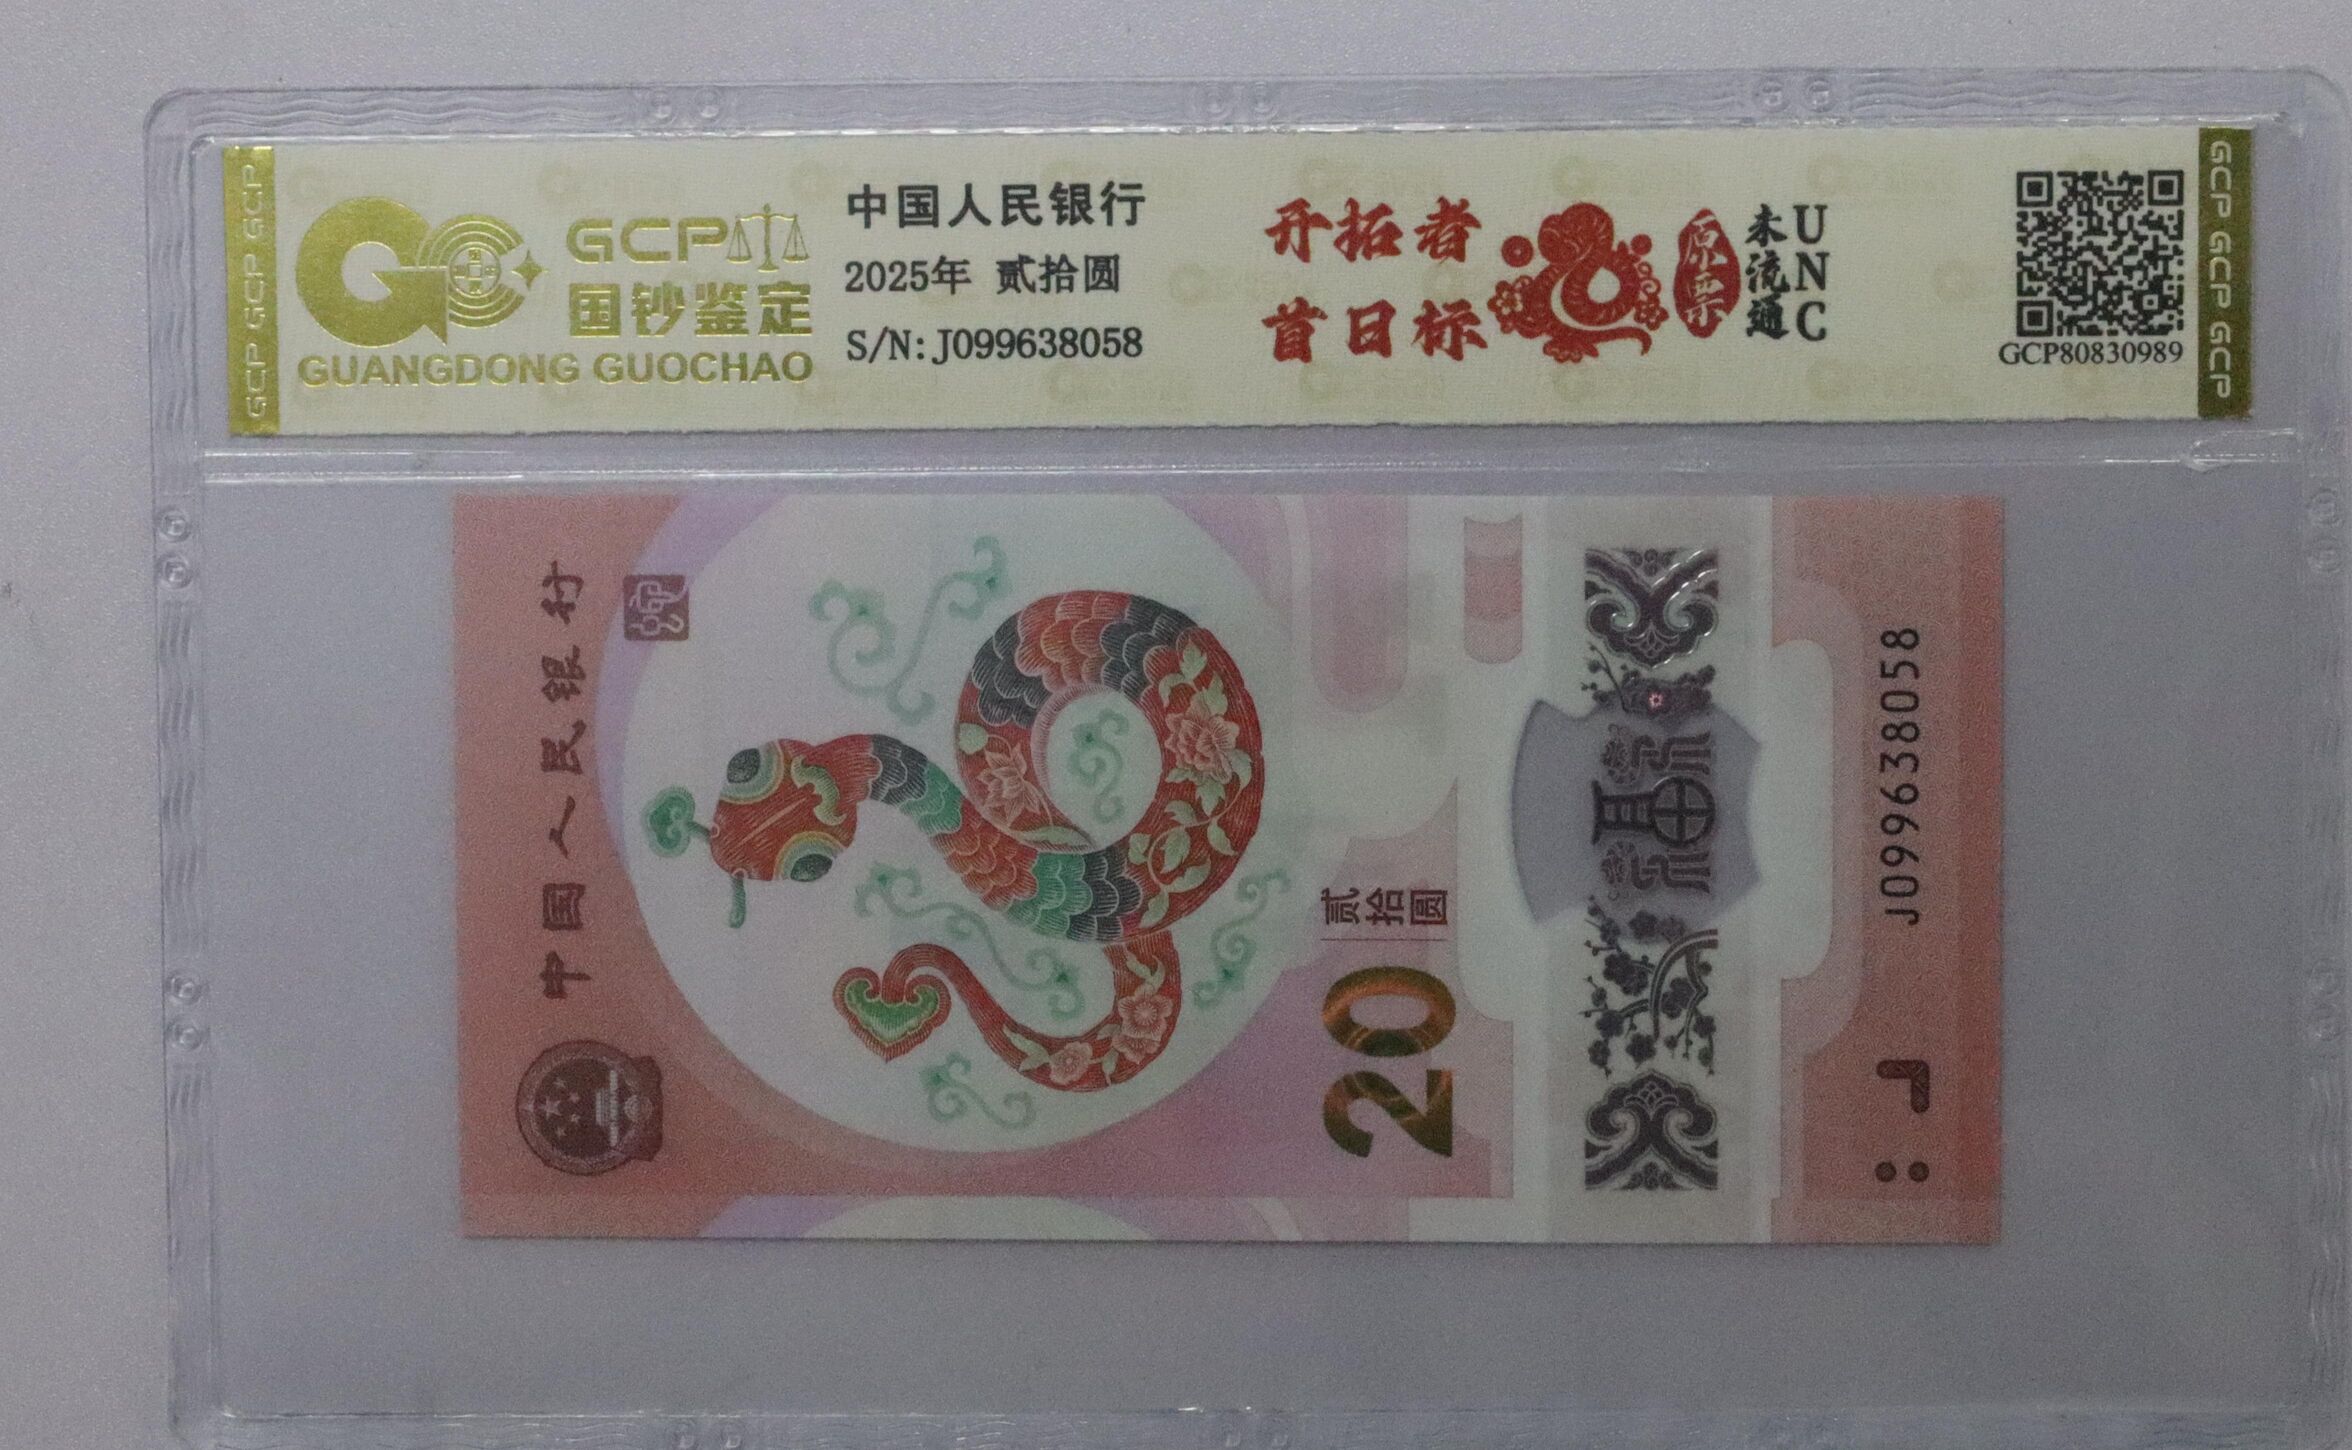 GCP GCP GCP
GCP
国钞鉴定
GUANGDONG GUOCHAO
中国人民银行
2025年 贰拾圆
S/N: J099638058
开拓者
首日标
原票
未流通
UNC
GCP80830989
GCP GCP GCP GCP
中国人民银行
贰拾圆
20
福
J099638058